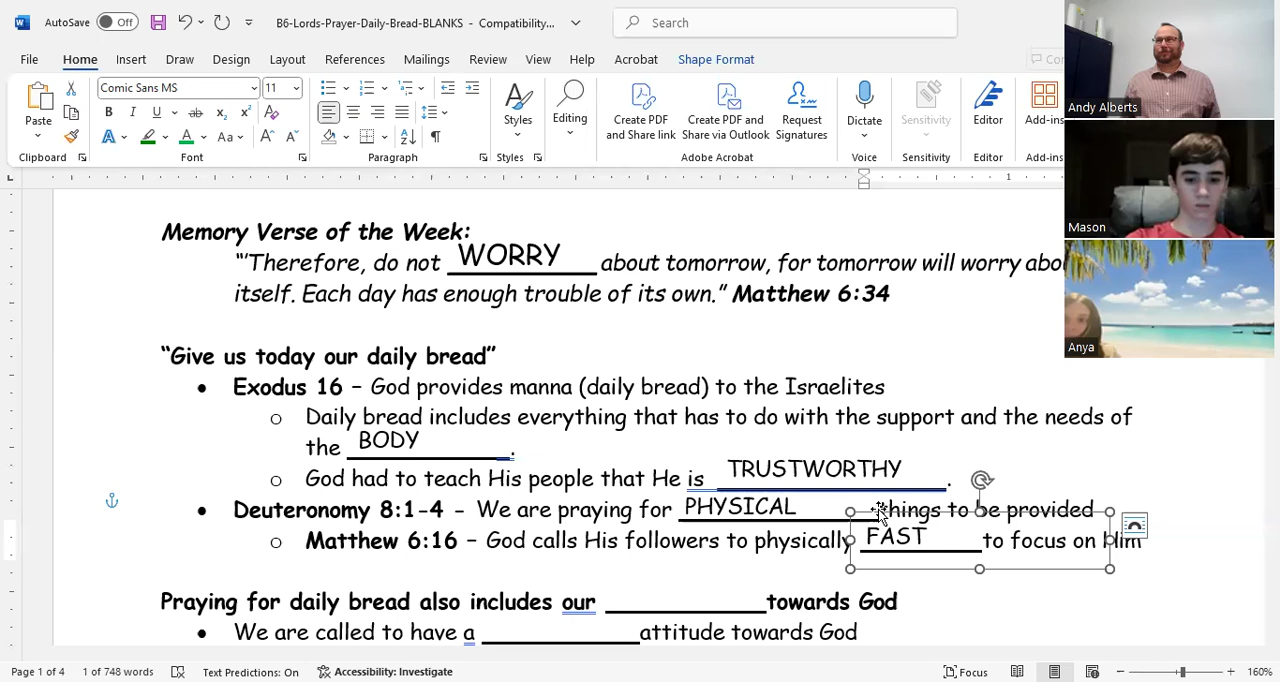 AutoSave Off B6-Lords-Prayer-Daily-Bread-BLANKS - Compatibility... Search
File Home Insert Draw Design Layout References Mailings Review View Help Acrobat Shape Format
Comic Sans MS 11
Paste Styles Editing Create PDF and Share link Create PDF and Share via Outlook Request Signatures Dictate Sensitivity Editor Add-ins
Clipboard Font Paragraph Styles Adobe Acrobat Voice Sensitivity Editor Add-ins
Andy Alberts
Mason
Anya
1
Memory Verse of the Week:
“‘Therefore, do not WORRY about tomorrow, for tomorrow will worry
itself. Each day has enough trouble of its own.” Matthew 6:34
“Give us today our daily bread”
• Exodus 16 – God provides manna (daily bread) to the Israelites
o Daily bread includes everything that has to do with the support and the needs of
the BODY.
o God had to teach His people that He is TRUSTWORTHY.
• Deuteronomy 8:1-4 - We are praying for PHYSICAL things to be provided
o Matthew 6:16 – God calls His followers to physically FAST to focus on Him
Praying for daily bread also includes our ____________towards God
• We are called to have a ____________attitude towards God
Page 1 of 4 1 of 748 words Text Predictions: On Accessibility: Investigate Focus 160%